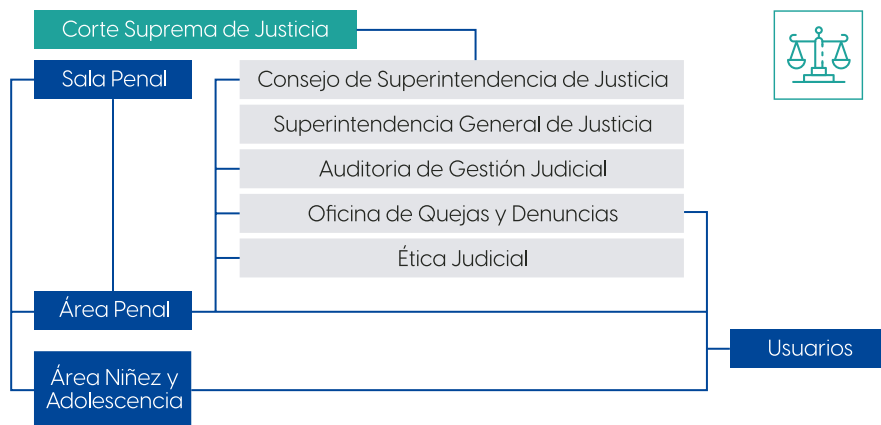 Corte Suprema de Justicia
Sala Penal
Consejo de Superintendencia de Justicia
Superintendencia General de Justicia
Auditoria de Gestión Judicial
Oficina de Quejas y Denuncias
Ética Judicial
Área Penal
Usuarios
Área Niñez y
Adolescencia